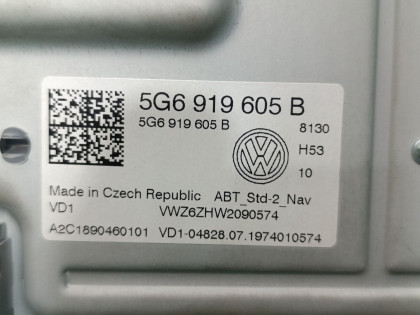 5G6 919 605 B
5G6 919 605 B
8130
H53
10
Made in Czech Republic ABT_Std-2_Nav
VD1 VWZ6ZHW2090574
A2C1890460101 VD1-04828.07.1974010574